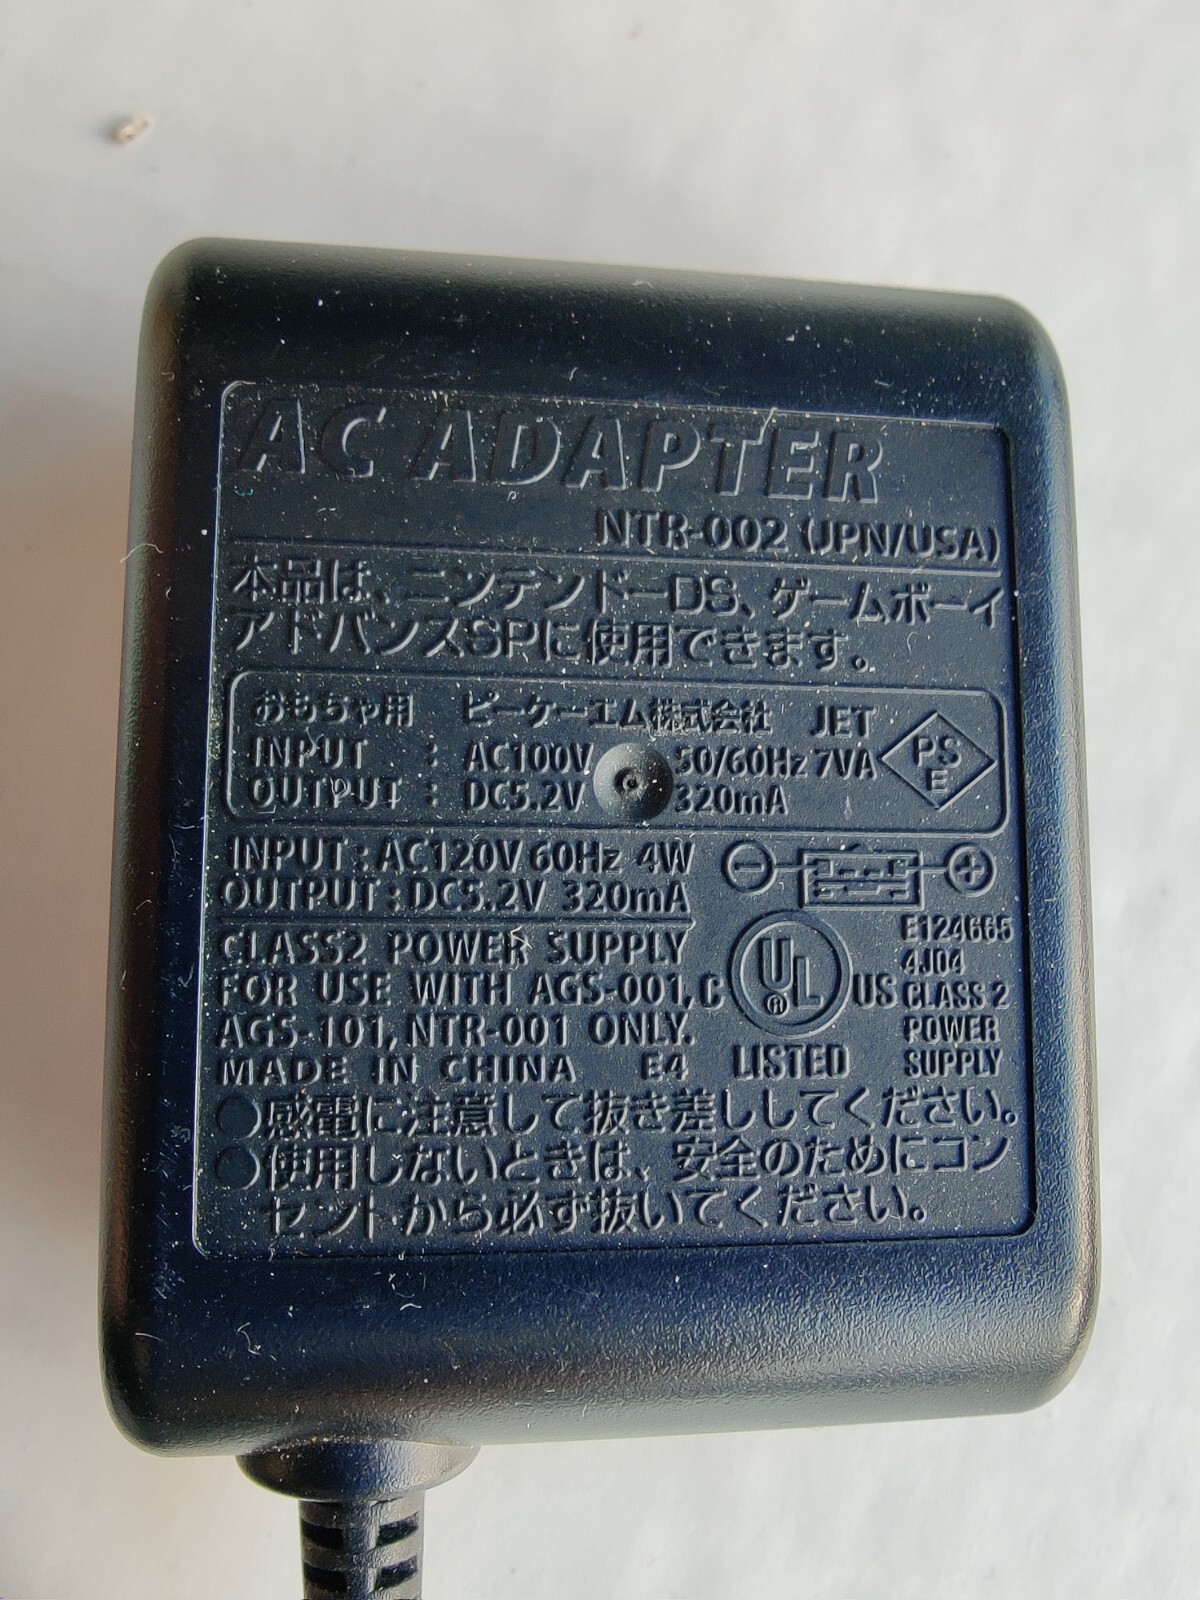 AC ADAPTER
NTR-002 (JPN/USA)
本品は、ニンテンドーDS、ゲームボーイ
アドバンスSPに使用できます。
おもちゃ用 ピーケーエム株式会社 JET
INPUT : AC100V 50/60Hz 7VA
OUTPUT : DC5.2V 320mA
PS
E
INPUT : AC120V 60Hz 4W
OUTPUT : DC5.2V 320mA
CLASS2 POWER SUPPLY
FOR USE WITH AGS-001,
AGS-101, NTR-001 ONLY.
MADE IN CHINA E4
C UL US
®
LISTED
E124665
4J04
CLASS 2
POWER
SUPPLY
○感電に注意して抜き差ししてください。
○使用しないときは、安全のためにコン
セントから必ず抜いてください。